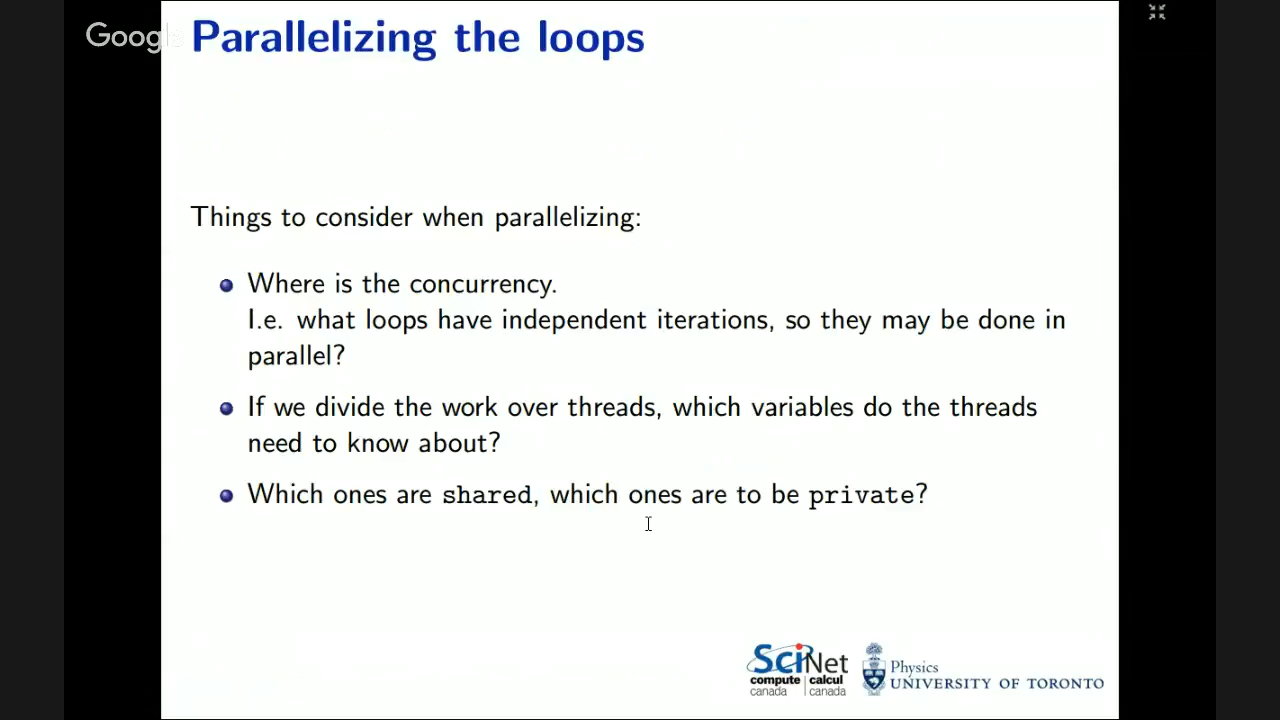 Google
Parallelizing the loops
Things to consider when parallelizing:
Where is the concurrency.
I.e. what loops have independent iterations, so they may be done in
parallel?
If we divide the work over threads, which variables do the threads
need to know about?
Which ones are shared, which ones are to be private?
SciNet
compute | calcul
canada | canada
Physics
UNIVERSITY OF TORONTO